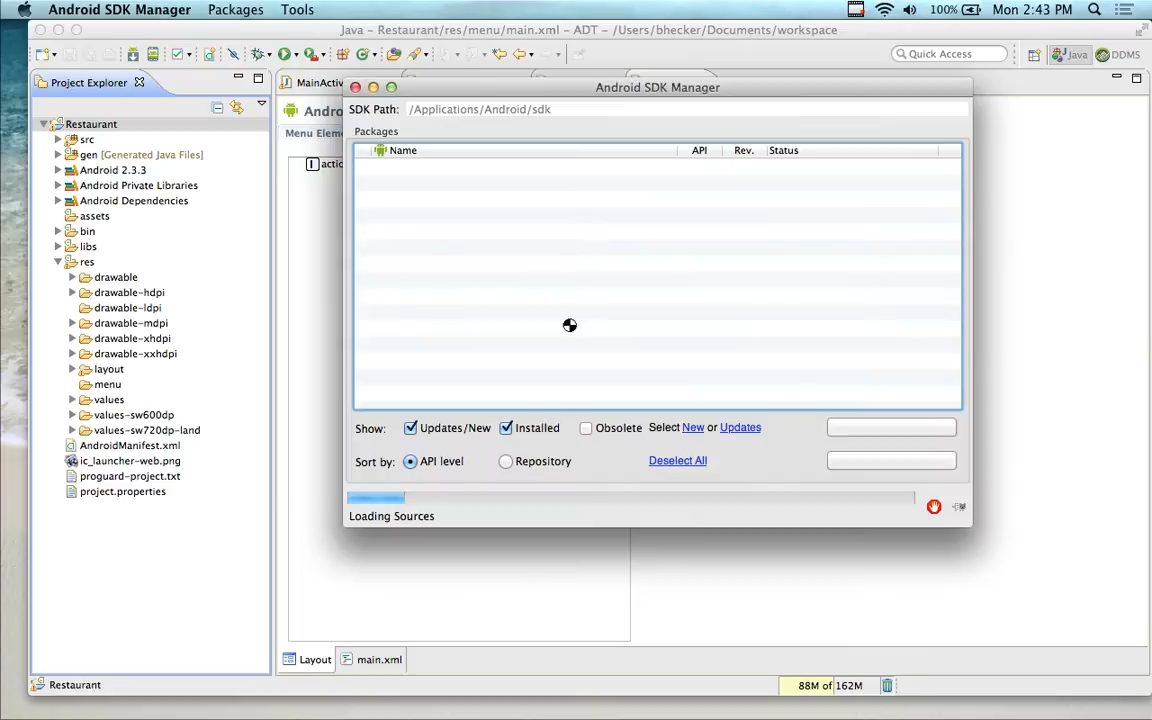 Android SDK Manager Packages Tools 100% Mon 2:43 PM
Java – Restaurant/res/menu/main.xml – ADT – /Users/bhecker/Documents/workspace
Quick Access Java DDMS
Project Explorer MainActiv
Android SDK Manager
Restaurant
src
gen [Generated Java Files]
Android 2.3.3
Android Private Libraries
Android Dependencies
assets
bin
libs
res
drawable
drawable-hdpi
drawable-ldpi
drawable-mdpi
drawable-xhdpi
drawable-xxhdpi
layout
menu
values
values-sw600dp
values-sw720dp-land
AndroidManifest.xml
ic_launcher-web.png
proguard-project.txt
project.properties
Andro
Menu Eleme
I actio
SDK Path: /Applications/Android/sdk
Packages
Name API Rev. Status
Show: Updates/New Installed Obsolete Select New or Updates
Sort by: API level Repository Deselect All
Loading Sources
Layout main.xml
Restaurant 88M of 162M